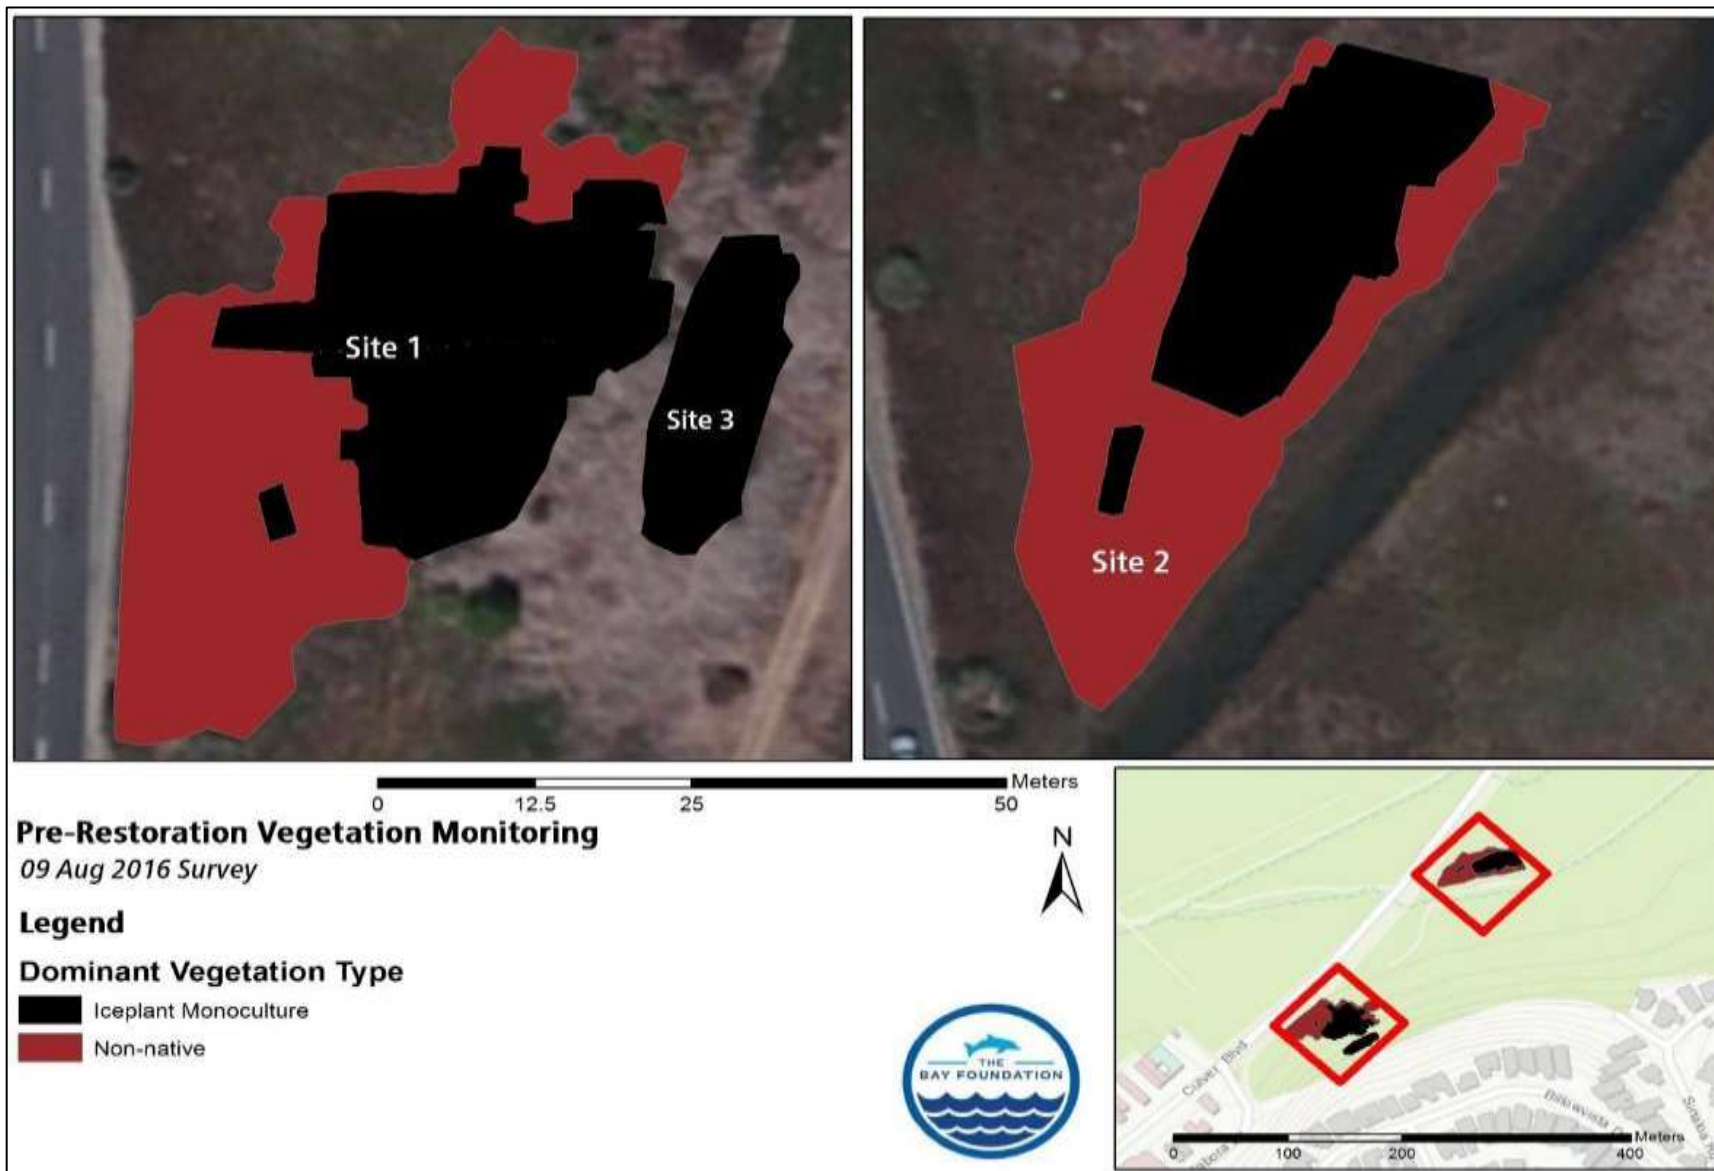 Site 1
Site 3
Site 2
Meters
0 12.5 25 50
Pre-Restoration Vegetation Monitoring
09 Aug 2016 Survey
N
Legend
Dominant Vegetation Type
Iceplant Monoculture
Non-native
THE
BAY FOUNDATION
Culver Blvd
Meters
0 100 200 400